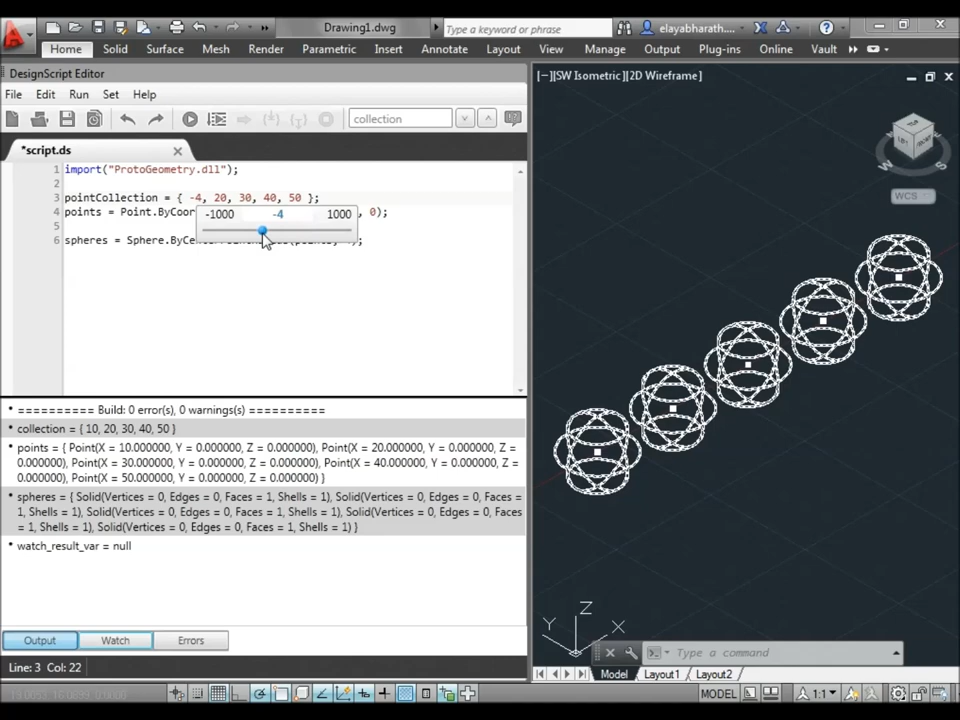 Drawing1.dwg
Type a keyword or phrase
elayabharath....
Home Solid Surface Mesh Render Parametric Insert Annotate Layout View Manage Output Plug-ins Online Vault
DesignScript Editor
File Edit Run Set Help
collection
*script.ds
1 import("ProtoGeometry.dll");
2
3 pointCollection = { -4, 20, 30, 40, 50 };
4 points = Point.ByCoor , 0);
-1000 -4 1000
6 spheres = Sphere.ByCe
========== Build: 0 error(s), 0 warning(s) ==========
collection = { 10, 20, 30, 40, 50 }
points = { Point(X = 10.000000, Y = 0.000000, Z = 0.000000), Point(X = 20.000000, Y = 0.000000, Z =
0.000000), Point(X = 30.000000, Y = 0.000000, Z = 0.000000), Point(X = 40.000000, Y = 0.000000, Z = 0.000000),
Point(X = 50.000000, Y = 0.000000, Z = 0.000000) }
spheres = { Solid(Vertices = 0, Edges = 0, Faces = 1, Shells = 1), Solid(Vertices = 0, Edges = 0, Faces =
1, Shells = 1), Solid(Vertices = 0, Edges = 0, Faces = 1, Shells = 1), Solid(Vertices = 0, Edges = 0, Faces
= 1, Shells = 1), Solid(Vertices = 0, Edges = 0, Faces = 1, Shells = 1) }
watch_result_var = null
Output Watch Errors
Line: 3 Col: 22
[−][SW Isometric][2D Wireframe]
TOP
LEFT FRONT
WCS
Z
Y X
Type a command
Model Layout1 Layout2
MODEL 1:1